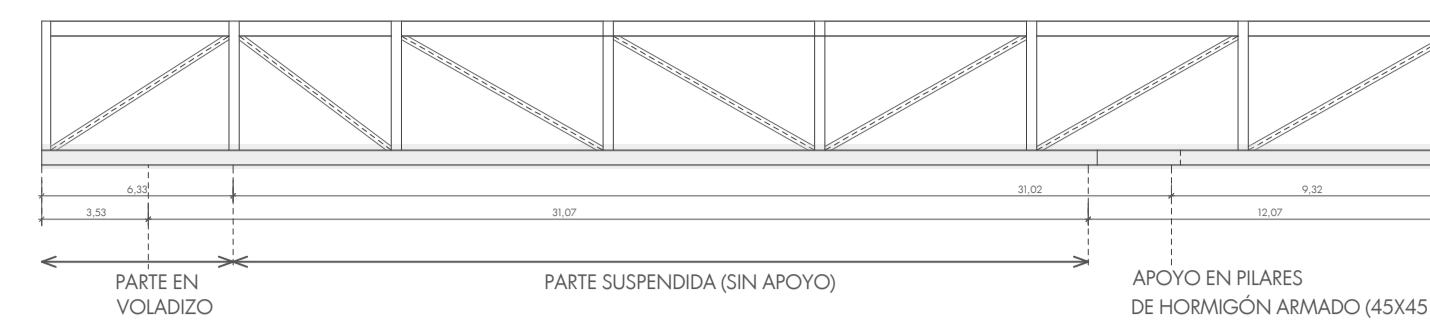 6,33
31,02
9,32
3,53
31,07
12,07
PARTE EN
VOLADIZO
PARTE SUSPENDIDA (SIN APOYO)
APOYO EN PILARES
DE HORMIGÓN ARMADO (45X45